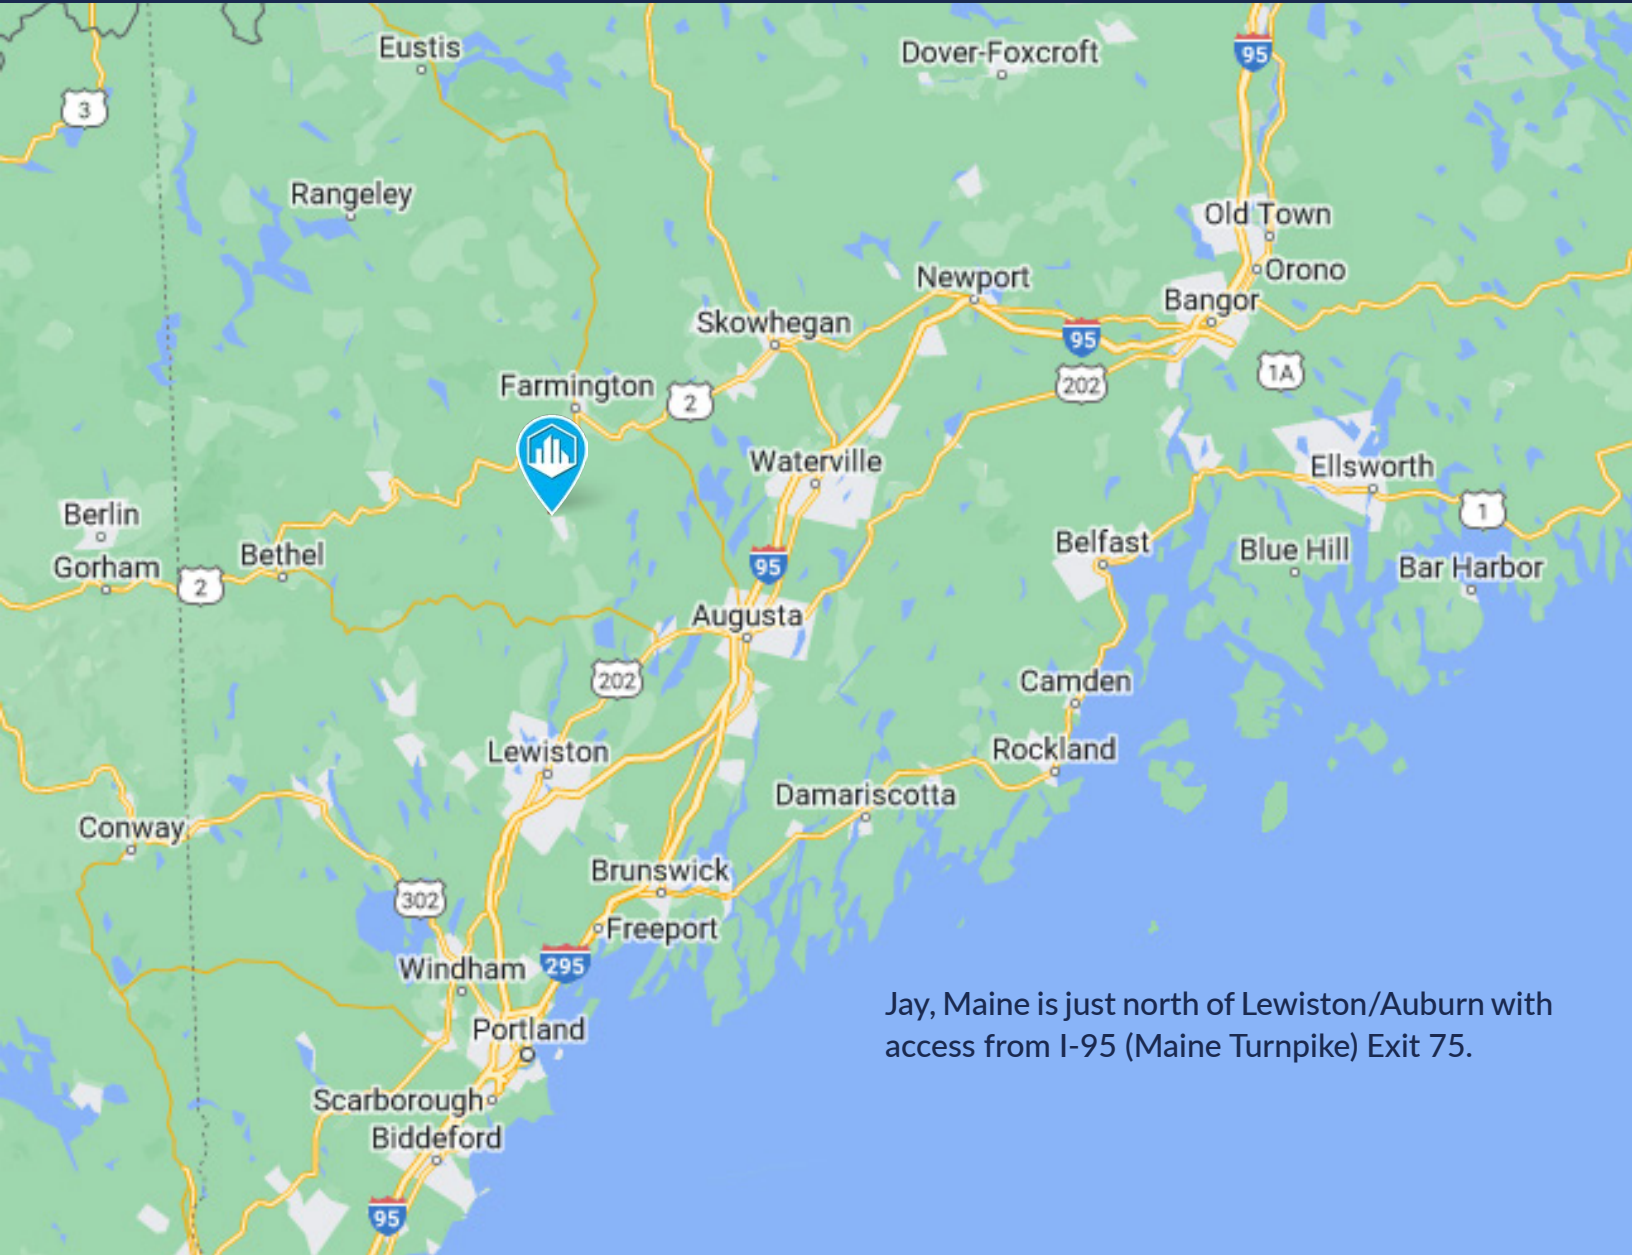 Eustis
Dover-Foxcroft
95
3
Rangeley
Old Town
Orono
Newport
Bangor
Skowhegan
95
1A
202
Farmington
2
Waterville
Ellsworth
1
Berlin
Belfast
Blue Hill
Bethel
Gorham
2
95
Bar Harbor
Augusta
202
Camden
Lewiston
Rockland
Damariscotta
Conway
Brunswick
302
Freeport
Windham
295
Jay, Maine is just north of Lewiston/Auburn with
access from I-95 (Maine Turnpike) Exit 75.
Portland
Scarborough
Biddeford
95